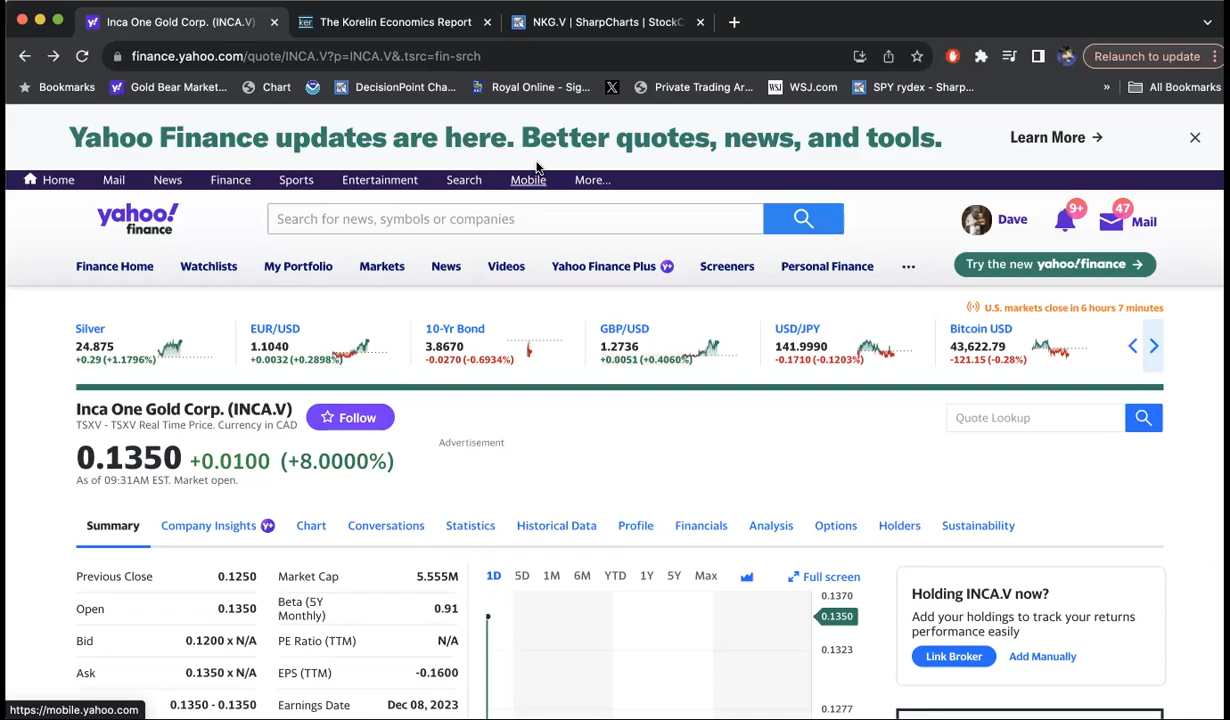 Inca One Gold Corp. (INCA.V)
The Korelin Economics Report
NKG.V | SharpCharts | StockC
finance.yahoo.com/quote/INCA.V?p=INCA.V&.tsrc=fin-srch
Relaunch to update
Bookmarks
Gold Bear Market...
Chart
DecisionPoint Cha...
Royal Online - Sig...
Private Trading Ar...
WSJ.com
SPY rydex - Sharp...
»
All Bookmarks
Yahoo Finance updates are here. Better quotes, news, and tools.
Learn More →
Home Mail News Finance Sports Entertainment Search Mobile More...
yahoo!
finance
Search for news, symbols or companies
Dave
9+
47
Mail
Finance Home Watchlists My Portfolio Markets News Videos Yahoo Finance Plus Y+ Screeners Personal Finance ...
Try the new yahoo!finance →
U.S. markets close in 6 hours 7 minutes
Silver
24.875
+0.29 (+1.1796%)
EUR/USD
1.1040
+0.0032 (+0.2898%)
10-Yr Bond
3.8670
-0.0270 (-0.6934%)
GBP/USD
1.2736
+0.0051 (+0.4060%)
USD/JPY
141.9990
-0.1710 (-0.1203%)
Bitcoin USD
43,622.79
-121.15 (-0.28%)
Inca One Gold Corp. (INCA.V)
TSXV - TSXV Real Time Price. Currency in CAD
Follow
Quote Lookup
Advertisement
0.1350 +0.0100 (+8.0000%)
As of 09:31AM EST. Market open.
Summary Company Insights Y+ Chart Conversations Statistics Historical Data Profile Financials Analysis Options Holders Sustainability
Previous Close 0.1250
Open 0.1350
Bid 0.1200 x N/A
Ask 0.1350 x N/A
0.1350 - 0.1350
Market Cap 5.555M
Beta (5Y
Monthly) 0.91
PE Ratio (TTM) N/A
EPS (TTM) -0.1600
Earnings Date Dec 08, 2023
1D 5D 1M 6M YTD 1Y 5Y Max
Full screen
0.1370
0.1350
0.1323
0.1277
Holding INCA.V now?
Add your holdings to track your returns
performance easily
Link Broker
Add Manually
https://mobile.yahoo.com